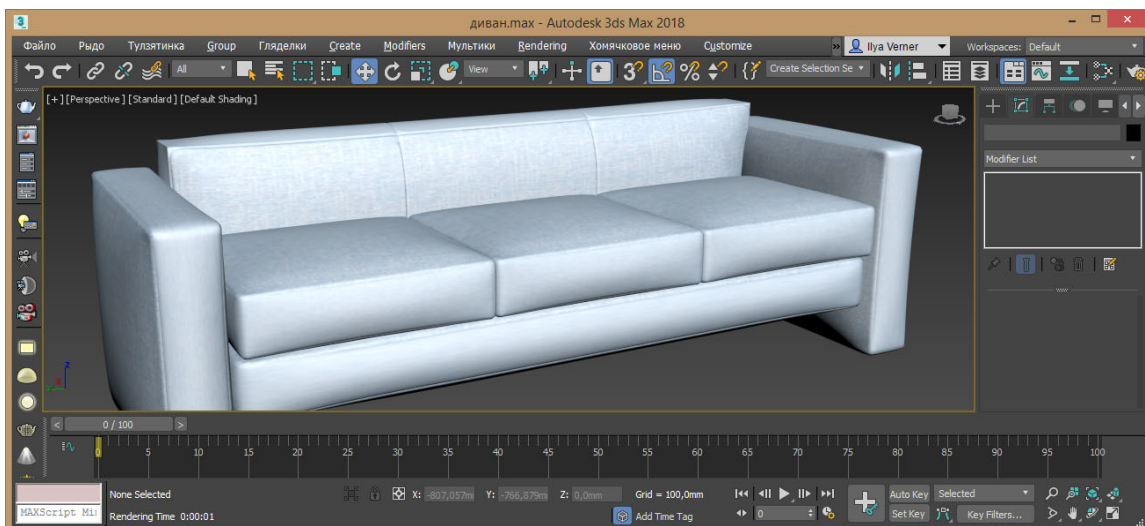 3
диван.max - Autodesk 3ds Max 2018
Файло Рыдо Тулзятинка Group Гляделки Create Modifiers Мультики Rendering Хомячковое меню Customize » Ilya Verner Workspaces: Default
All View 3 % Create Selection Se
[+] [Perspective] [Standard] [Default Shading]
Modifier List
z
x
< 0 / 100 >
0 5 10 15 20 25 30 35 40 45 50 55 60 65 70 75 80 85 90 95 100
None Selected X: -807,057m Y: -766,879m Z: 0,0mm Grid = 100,0mm Auto Key Selected
MAXScript Mi Rendering Time 0:00:01 Add Time Tag 0 Set Key Key Filters...